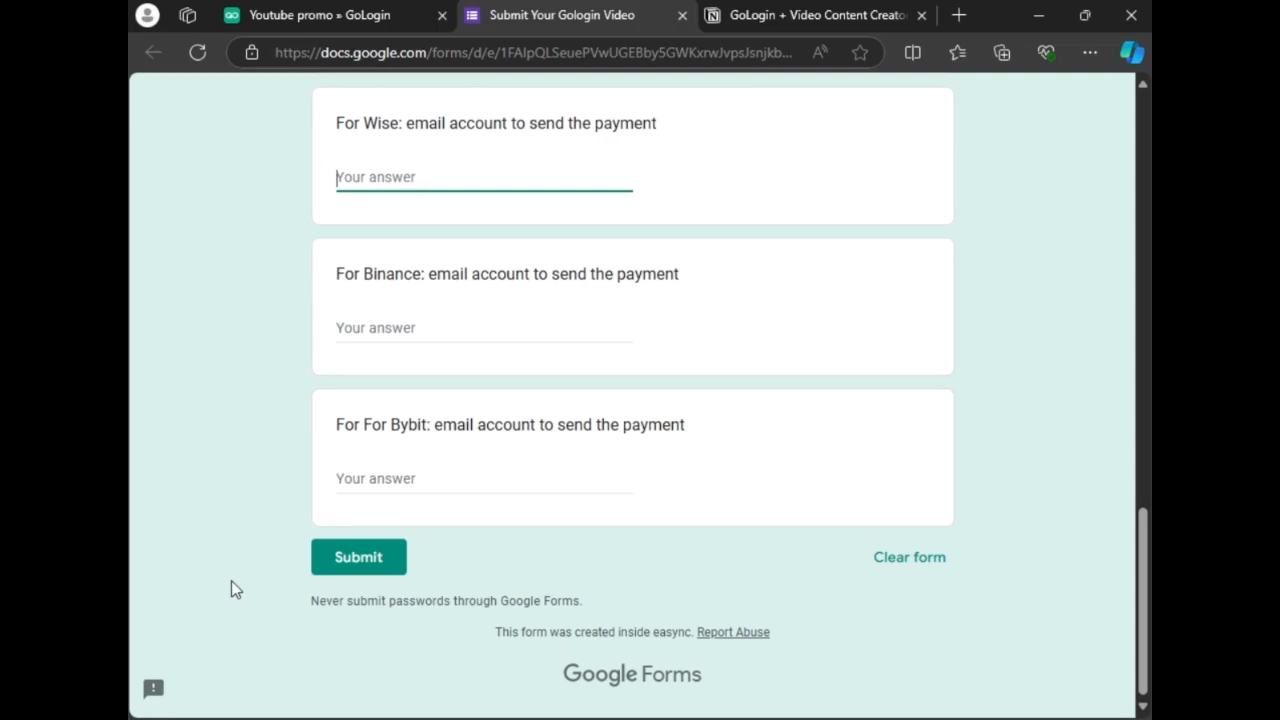 Youtube promo » GoLogin
Submit Your Gologin Video
GoLogin + Video Content Creato
https://docs.google.com/forms/d/e/1FAIpQLSeuePVwUGEBby5GWKxrwJvpsJsnjkb...
For Wise: email account to send the payment
Your answer
For Binance: email account to send the payment
Your answer
For For Bybit: email account to send the payment
Your answer
Submit
Clear form
Never submit passwords through Google Forms.
This form was created inside easync. Report Abuse
Google Forms